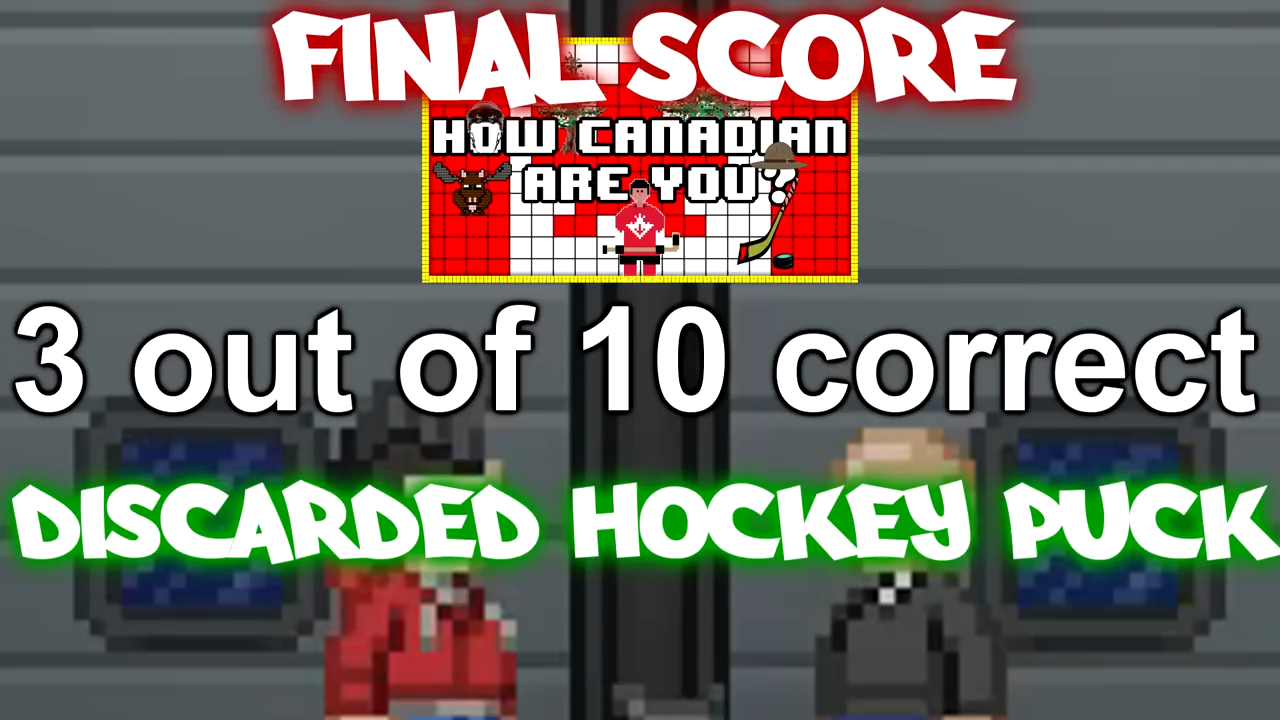 FINAL SCORE
HOW CANADIAN
ARE YOU?
3 out of 10 correct
DISCARDED HOCKEY PUCK